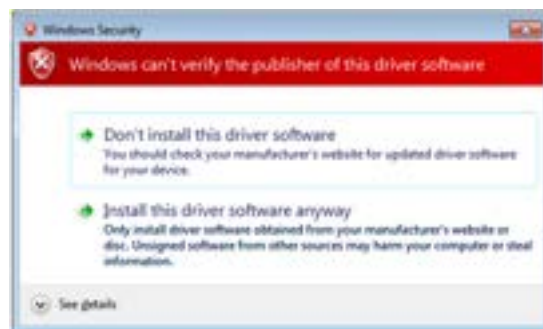 Windows Security
Windows can't verify the publisher of this driver software
Don't install this driver software
You should check your manufacturer's website for updated driver software
for your device.
Install this driver software anyway
Only install driver software obtained from your manufacturer's website or
disc. Unsigned software from other sources may harm your computer or steal
information.
See details